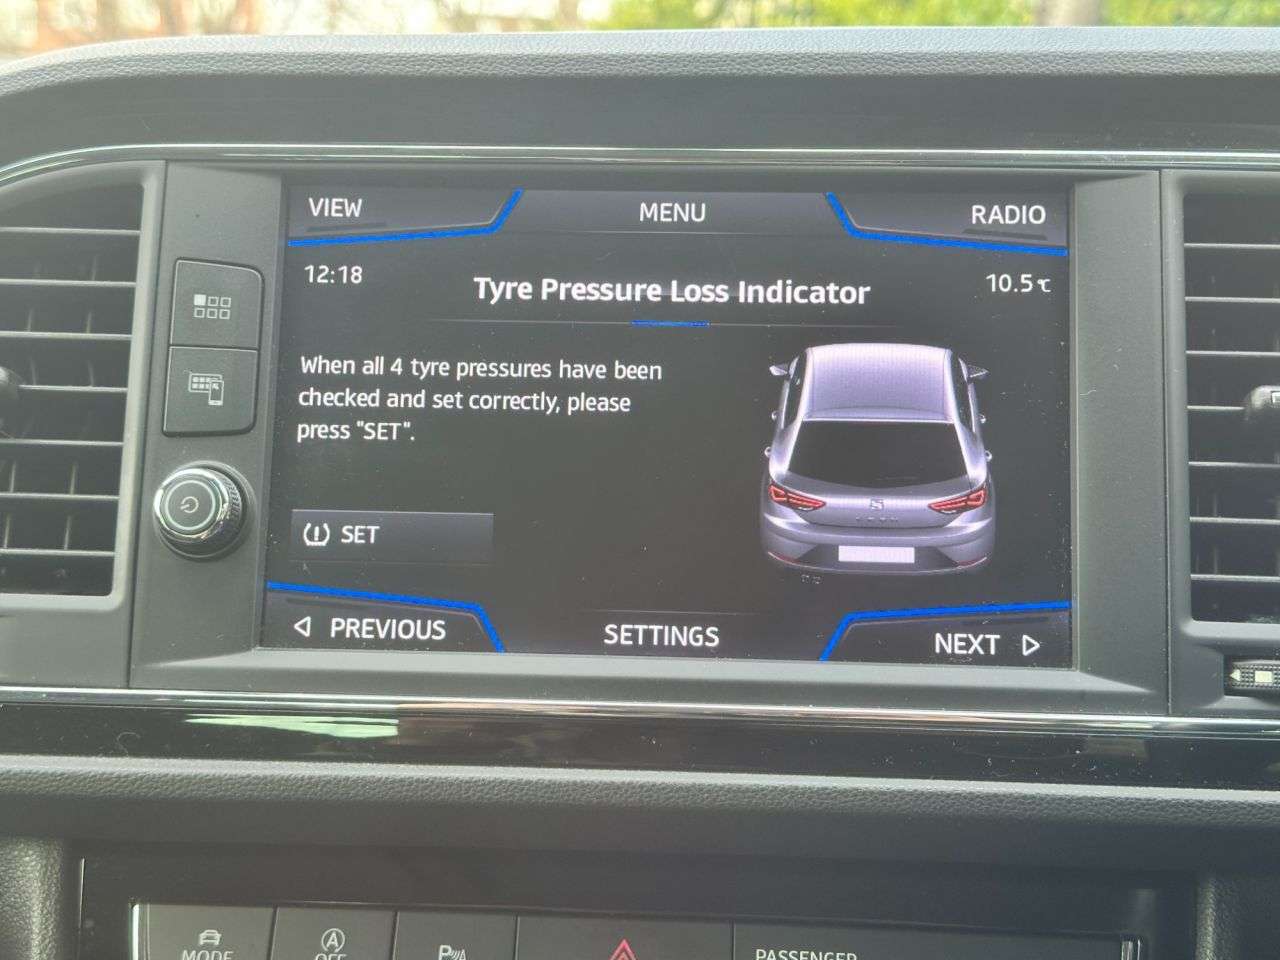 VIEW
MENU
RADIO
12:18
Tyre Pressure Loss Indicator
10.5°C
When all 4 tyre pressures have been
checked and set correctly, please
press "SET".
SET
PREVIOUS
SETTINGS
NEXT
MODE
A
OFF
P
PASSENGER